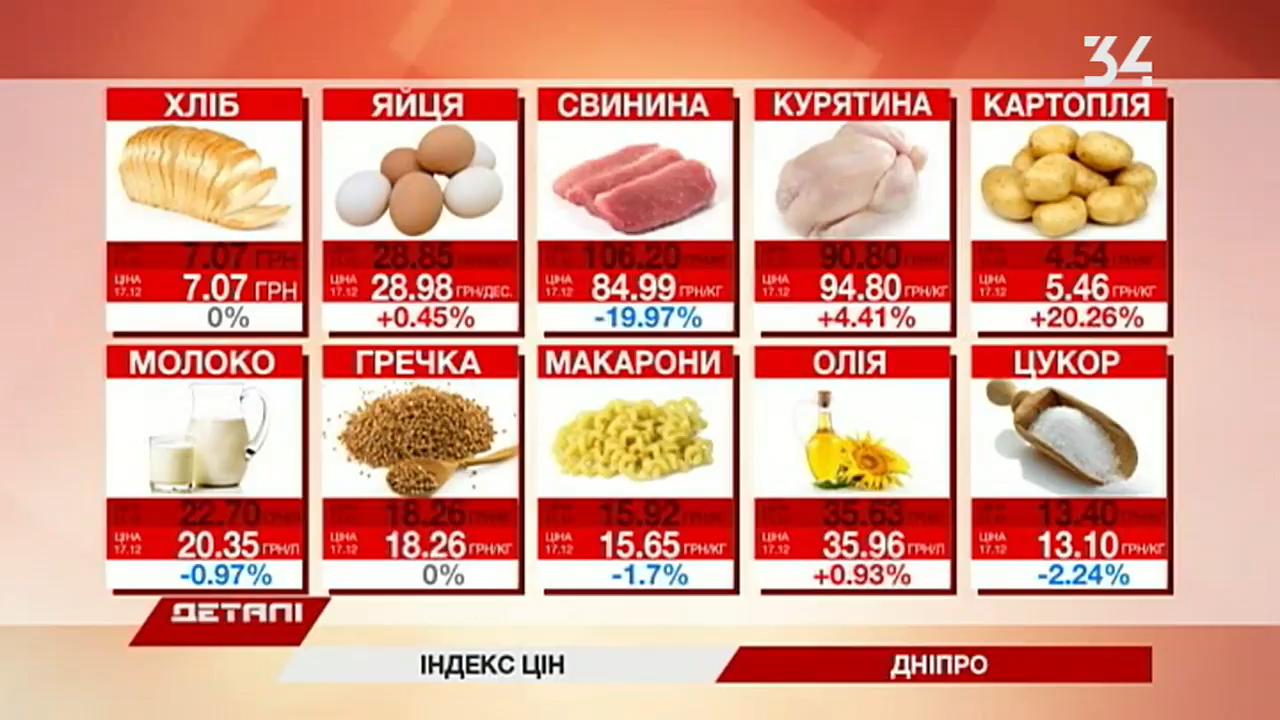 34
ХЛІБ
7.07 ГРН
ЦІНА 17.12 7.07 ГРН
0%
ЯЙЦЯ
28.85
ЦІНА 17.12 28.98 ГРН/ДЕС.
+0.45%
СВИНИНА
106.20
ЦІНА 17.12 84.99 ГРН/КГ
-19.97%
КУРЯТИНА
90.80
ЦІНА 17.12 94.80 ГРН/КГ
+4.41%
КАРТОПЛЯ
4.54
ЦІНА 17.12 5.46 ГРН/КГ
+20.26%
МОЛОКО
22.70
ЦІНА 17.12 20.35 ГРН/Л
-0.97%
ГРЕЧКА
18.26
ЦІНА 17.12 18.26 ГРН/КГ
0%
МАКАРОНИ
15.92
ЦІНА 17.12 15.65 ГРН/КГ
-1.7%
ОЛІЯ
35.63
ЦІНА 17.12 35.96 ГРН/Л
+0.93%
ЦУКОР
13.40
ЦІНА 17.12 13.10 ГРН/КГ
-2.24%
ДЕТАЛІ
ІНДЕКС ЦІН
ДНІПРО